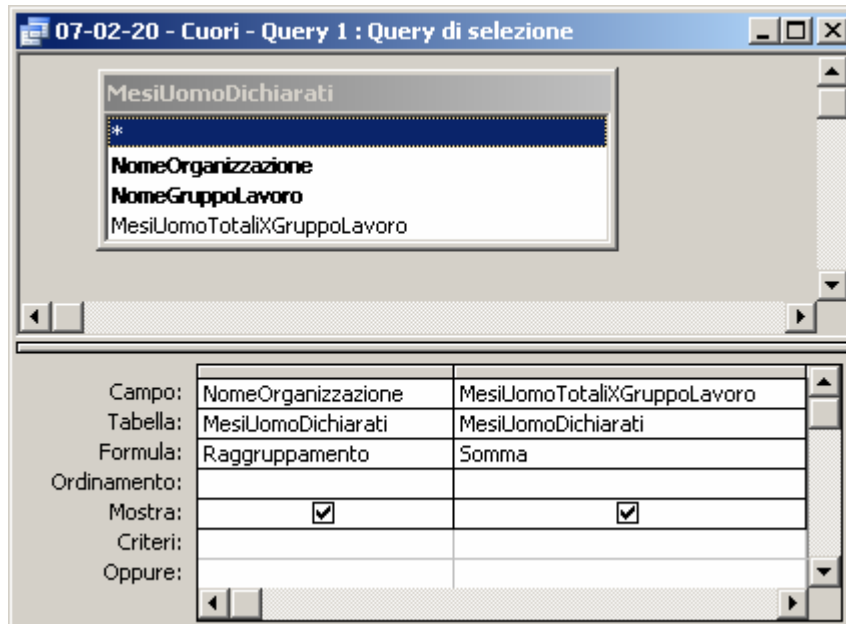 07-02-20 - Cuori - Query 1 : Query di selezione
MesiUomoDichiarati
*
NomeOrganizzazione
NomeGruppoLavoro
MesiUomoTotaliXGruppoLavoro
Campo: NomeOrganizzazione MesiUomoTotaliXGruppoLavoro
Tabella: MesiUomoDichiarati MesiUomoDichiarati
Formula: Raggruppamento Somma
Ordinamento:
Mostra:
Criteri:
Oppure: